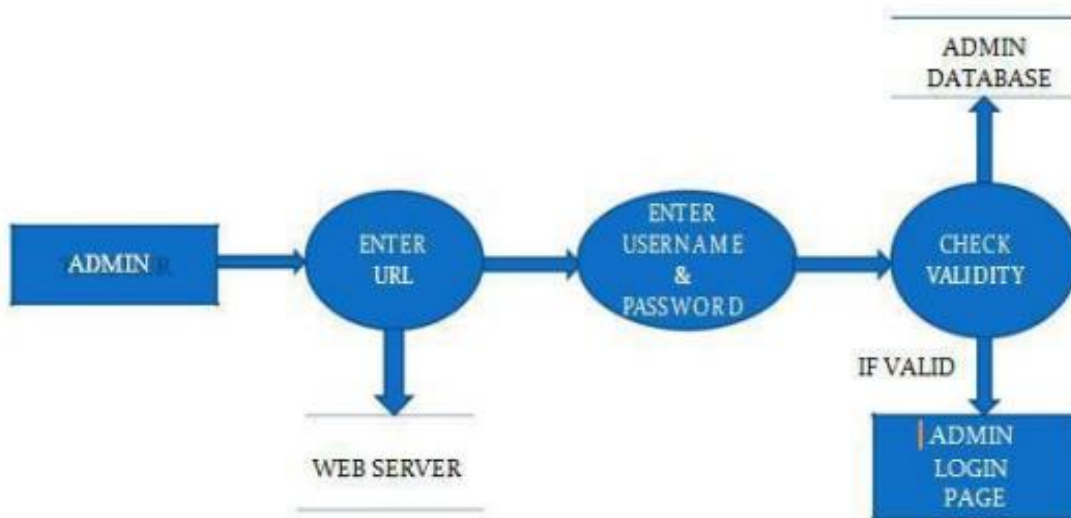 ADMIN
DATABASE
ADMIN
ENTER
URL
ENTER
USERNAME
&
PASSWORD
CHECK
VALIDITY
IF VALID
WEB SERVER
ADMIN
LOGIN
PAGE